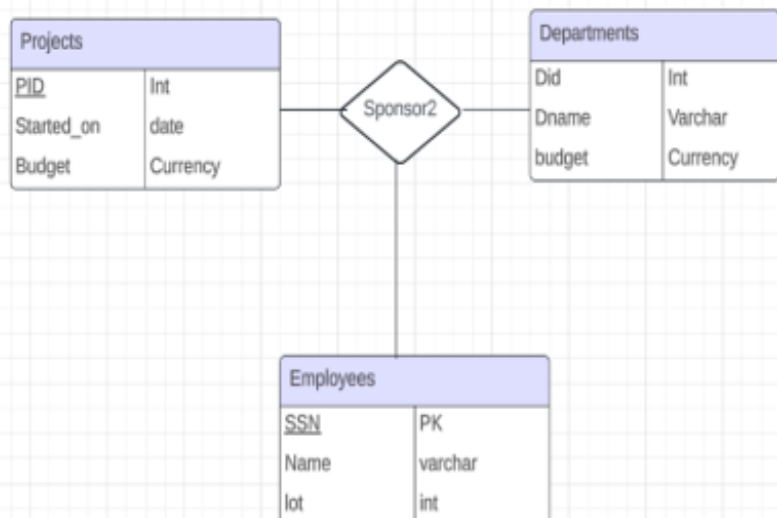 Projects
PID Int
Started_on date
Budget Currency
Sponsor2
Departments
Did Int
Dname Varchar
budget Currency
Employees
SSN PK
Name varchar
lot int